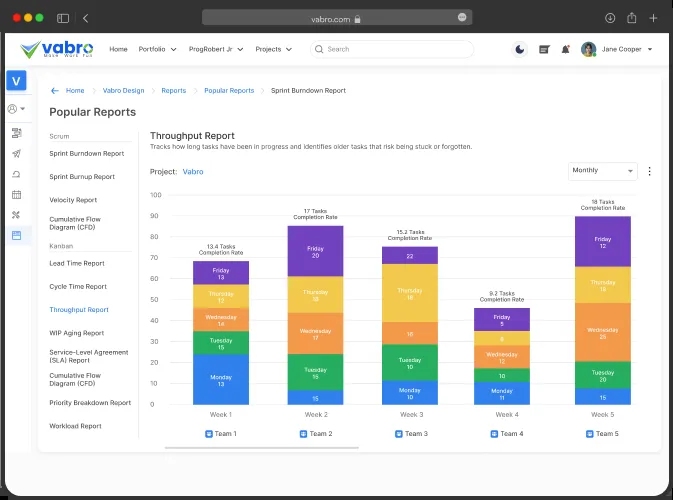 vabro.com
vabro
Make Work Fun
Home
Portfolio
ProgRobert Jr
Projects
Search
Jane Cooper
V
Home
Vabro Design
Reports
Popular Reports
Sprint Burndown Report
Popular Reports
Scrum
Sprint Burndown Report
Sprint Burnup Report
Velocity Report
Cumulative Flow
Diagram (CFD)
Kanban
Lead Time Report
Cycle Time Report
Throughput Report
WIP Aging Report
Service-Level Agreement
(SLA) Report
Cumulative Flow
Diagram (CFD)
Priority Breakdown Report
Workload Report
Throughput Report
Tracks how long tasks have been in progress and identifies older tasks that risk being stuck or forgotten.
Project: Vabro
Monthly
100
90
80
70
60
50
40
30
20
10
0
13.4 Tasks
Completion Rate
Friday
13
Thursday
Wednesday
14
Tuesday
15
Monday
13
Week 1
Team 1
17 Tasks
Completion Rate
Friday
20
Thursday
18
Wednesday
17
Tuesday
15
15
Week 2
Team 2
15.2 Tasks
Completion Rate
22
Thursday
18
Tuesday
10
Monday
10
Week 3
Team 3
9.2 Tasks
Completion Rate
Friday
5
Wednesday
12
10
Monday
11
Week 4
Team 4
18 Tasks
Completion Rate
Friday
12
Thursday
Wednesday
25
Tuesday
20
15
Week 5
Team 5